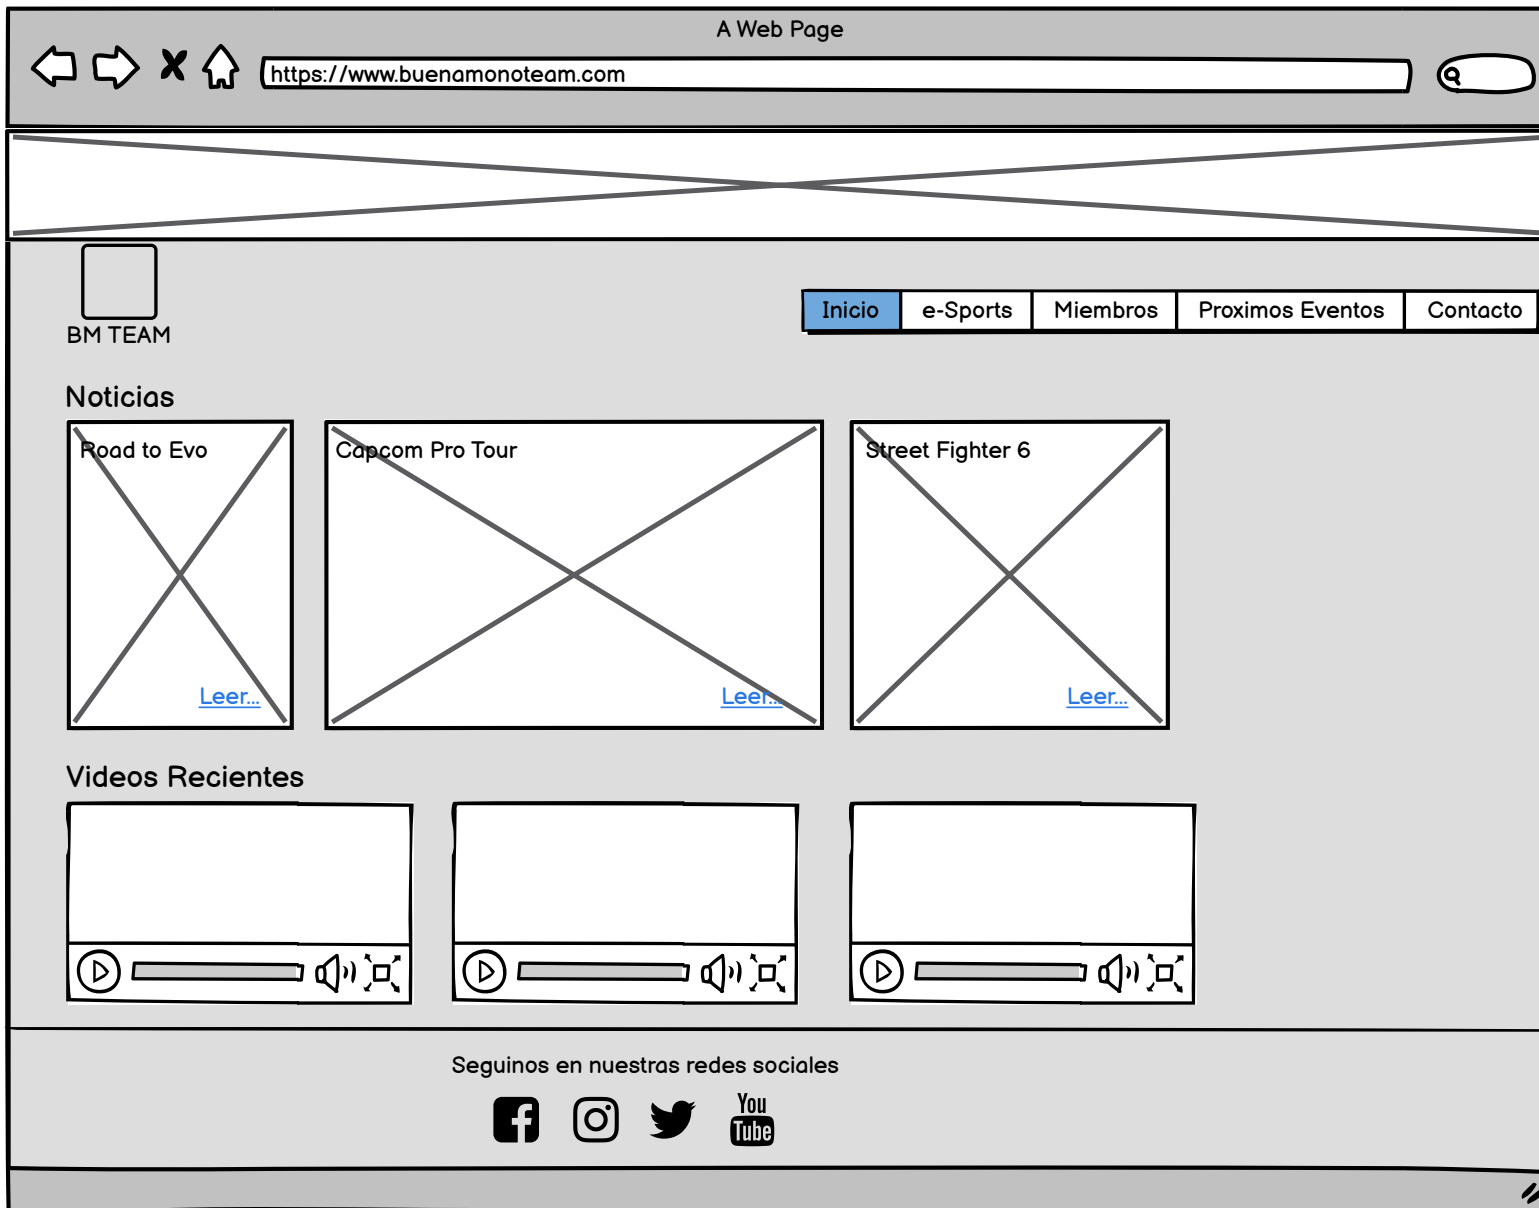 A Web Page
https://www.buenamonoteam.com
BM TEAM
Inicio e-Sports Miembros Proximos Eventos Contacto
Noticias
Road to Evo
Capcom Pro Tour
Street Fighter 6
Leer...
Leer...
Leer...
Videos Recientes
Seguinos en nuestras redes sociales
You
Tube